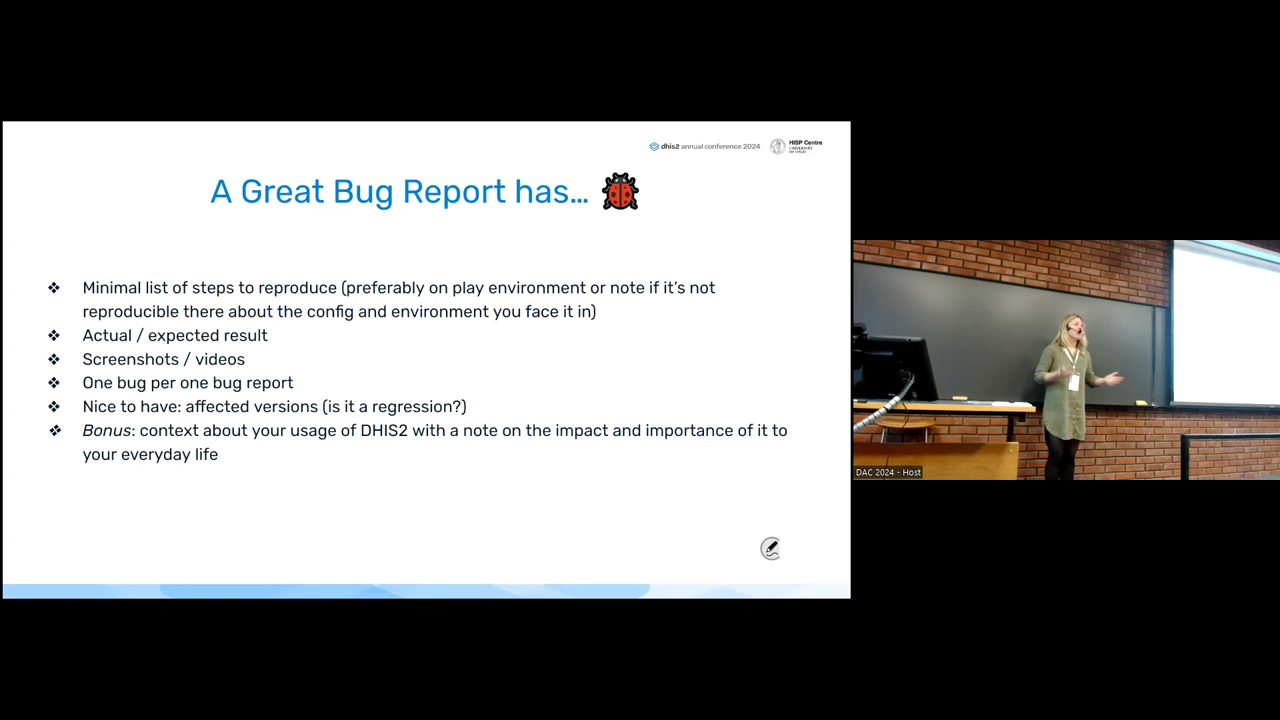 dhis2 annual conference 2024
HISP Centre
UNIVERSITY
OF OSLO
A Great Bug Report has...
Minimal list of steps to reproduce (preferably on play environment or note if it's not
reproducible there about the config and environment you face it in)
Actual / expected result
Screenshots / videos
One bug per one bug report
Nice to have: affected versions (is it a regression?)
Bonus: context about your usage of DHIS2 with a note on the impact and importance of it to
your everyday life
DAC 2024 - Host